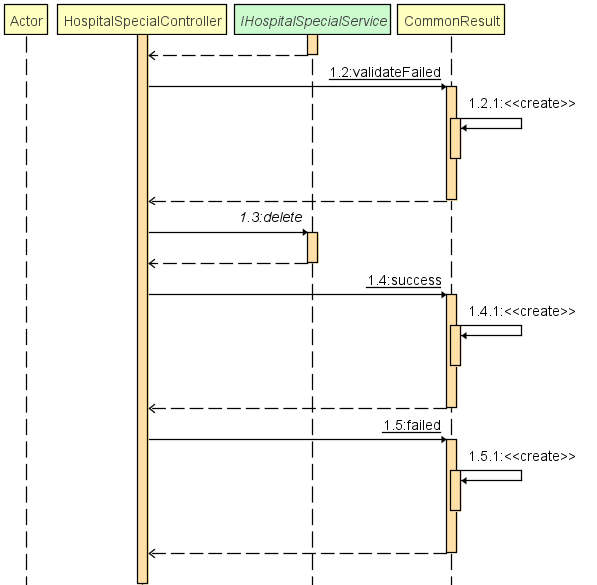 Actor
HospitalSpecialController
IHospitalSpecialService
CommonResult
1.2:validateFailed
1.2.1:<<create>>
1.3:delete
1.4:success
1.4.1:<<create>>
1.5:failed
1.5.1:<<create>>